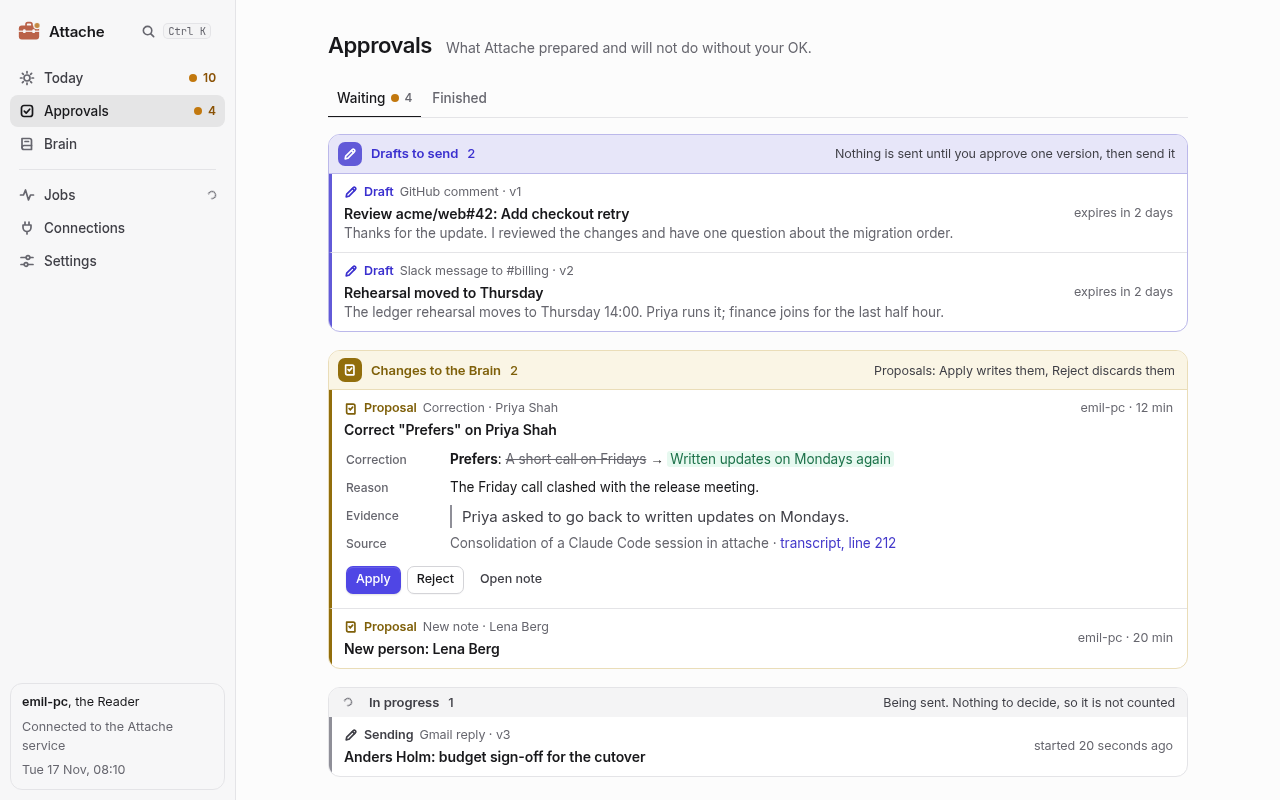 Attache
Ctrl K
Today 10
Approvals 4
Brain
Jobs
Connections
Settings
emil-pc, the Reader
Connected to the Attache
service
Tue 17 Nov, 08:10
Approvals What Attache prepared and will not do without your OK.
Waiting 4 Finished
Drafts to send 2 Nothing is sent until you approve one version, then send it
Draft GitHub comment · v1
Review acme/web#42: Add checkout retry
expires in 2 days
Thanks for the update. I reviewed the changes and have one question about the migration order.
Draft Slack message to #billing · v2
Rehearsal moved to Thursday
expires in 2 days
The ledger rehearsal moves to Thursday 14:00. Priya runs it; finance joins for the last half hour.
Changes to the Brain 2 Proposals: Apply writes them, Reject discards them
Proposal Correction · Priya Shah emil-pc · 12 min
Correct "Prefers" on Priya Shah
Correction Prefers: A short call on Fridays → Written updates on Mondays again
Reason The Friday call clashed with the release meeting.
Evidence Priya asked to go back to written updates on Mondays.
Source Consolidation of a Claude Code session in attache · transcript, line 212
Apply Reject Open note
Proposal New note · Lena Berg
emil-pc · 20 min
New person: Lena Berg
In progress 1 Being sent. Nothing to decide, so it is not counted
Sending Gmail reply · v3
started 20 seconds ago
Anders Holm: budget sign-off for the cutover